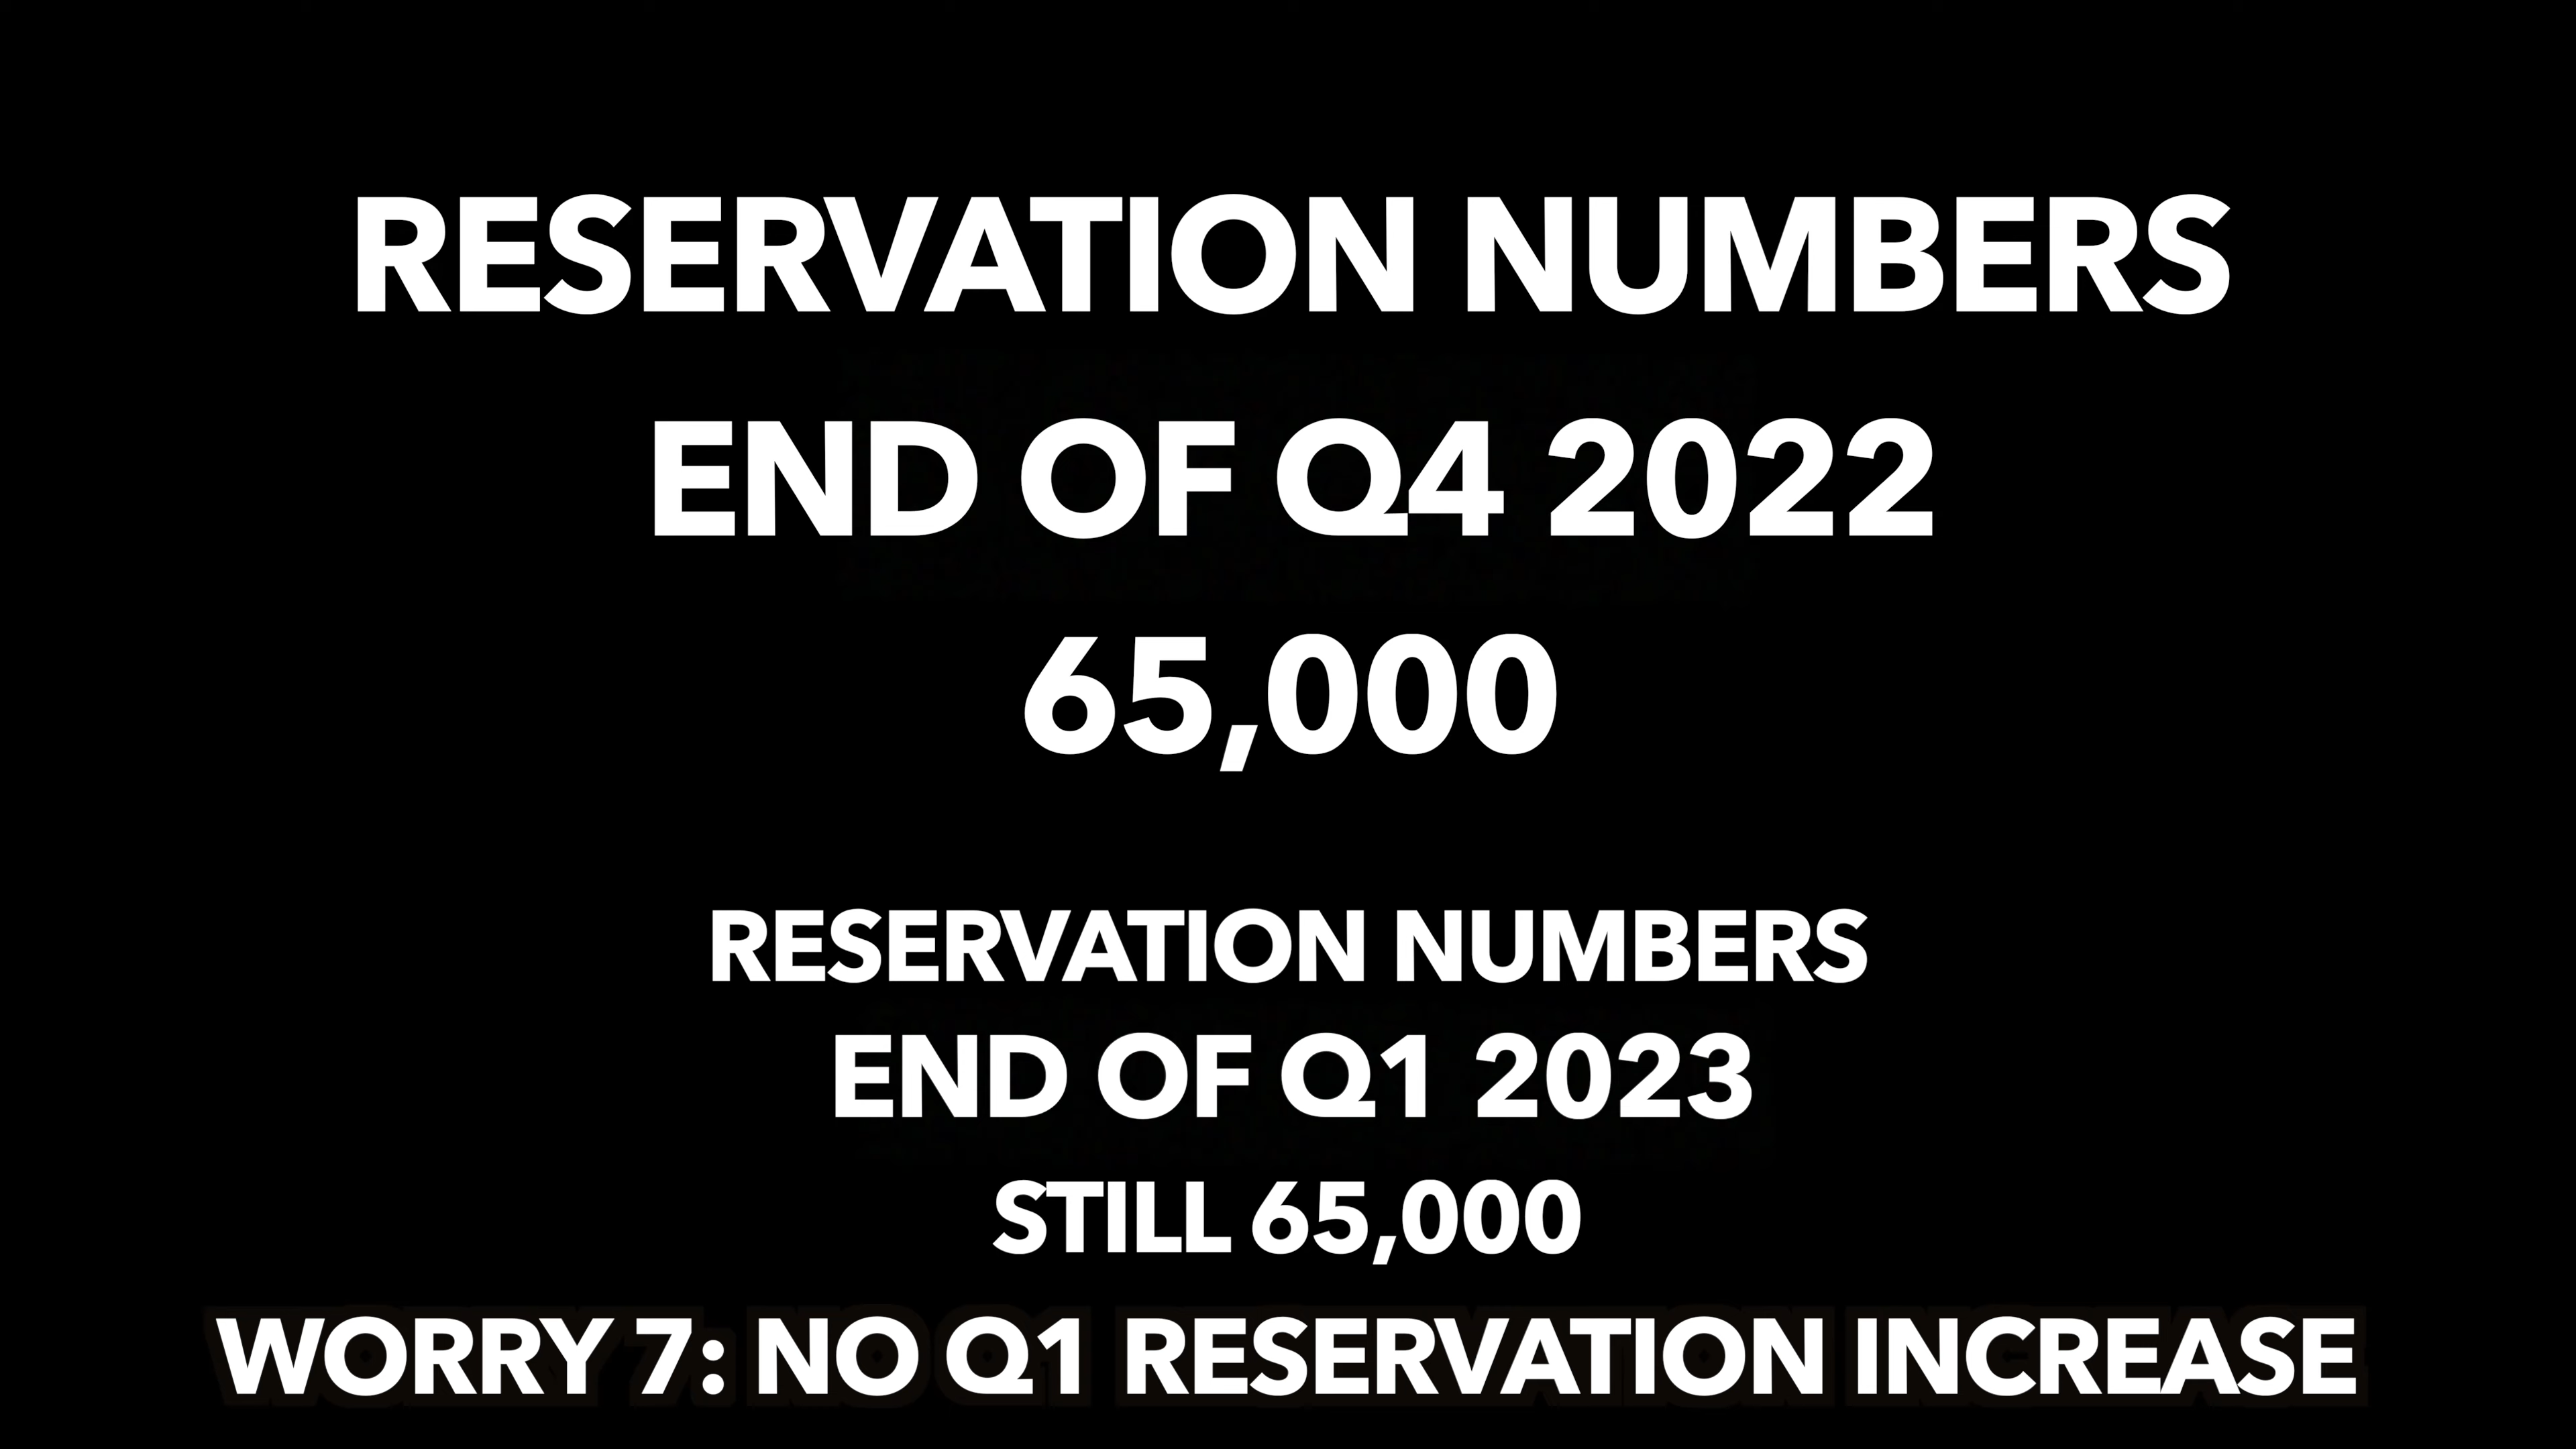 RESERVATION NUMBERS
END OF Q4 2022
65,000
RESERVATION NUMBERS
END OF Q1 2023
STILL 65,000
WORRY 7: NO Q1 RESERVATION INCREASE